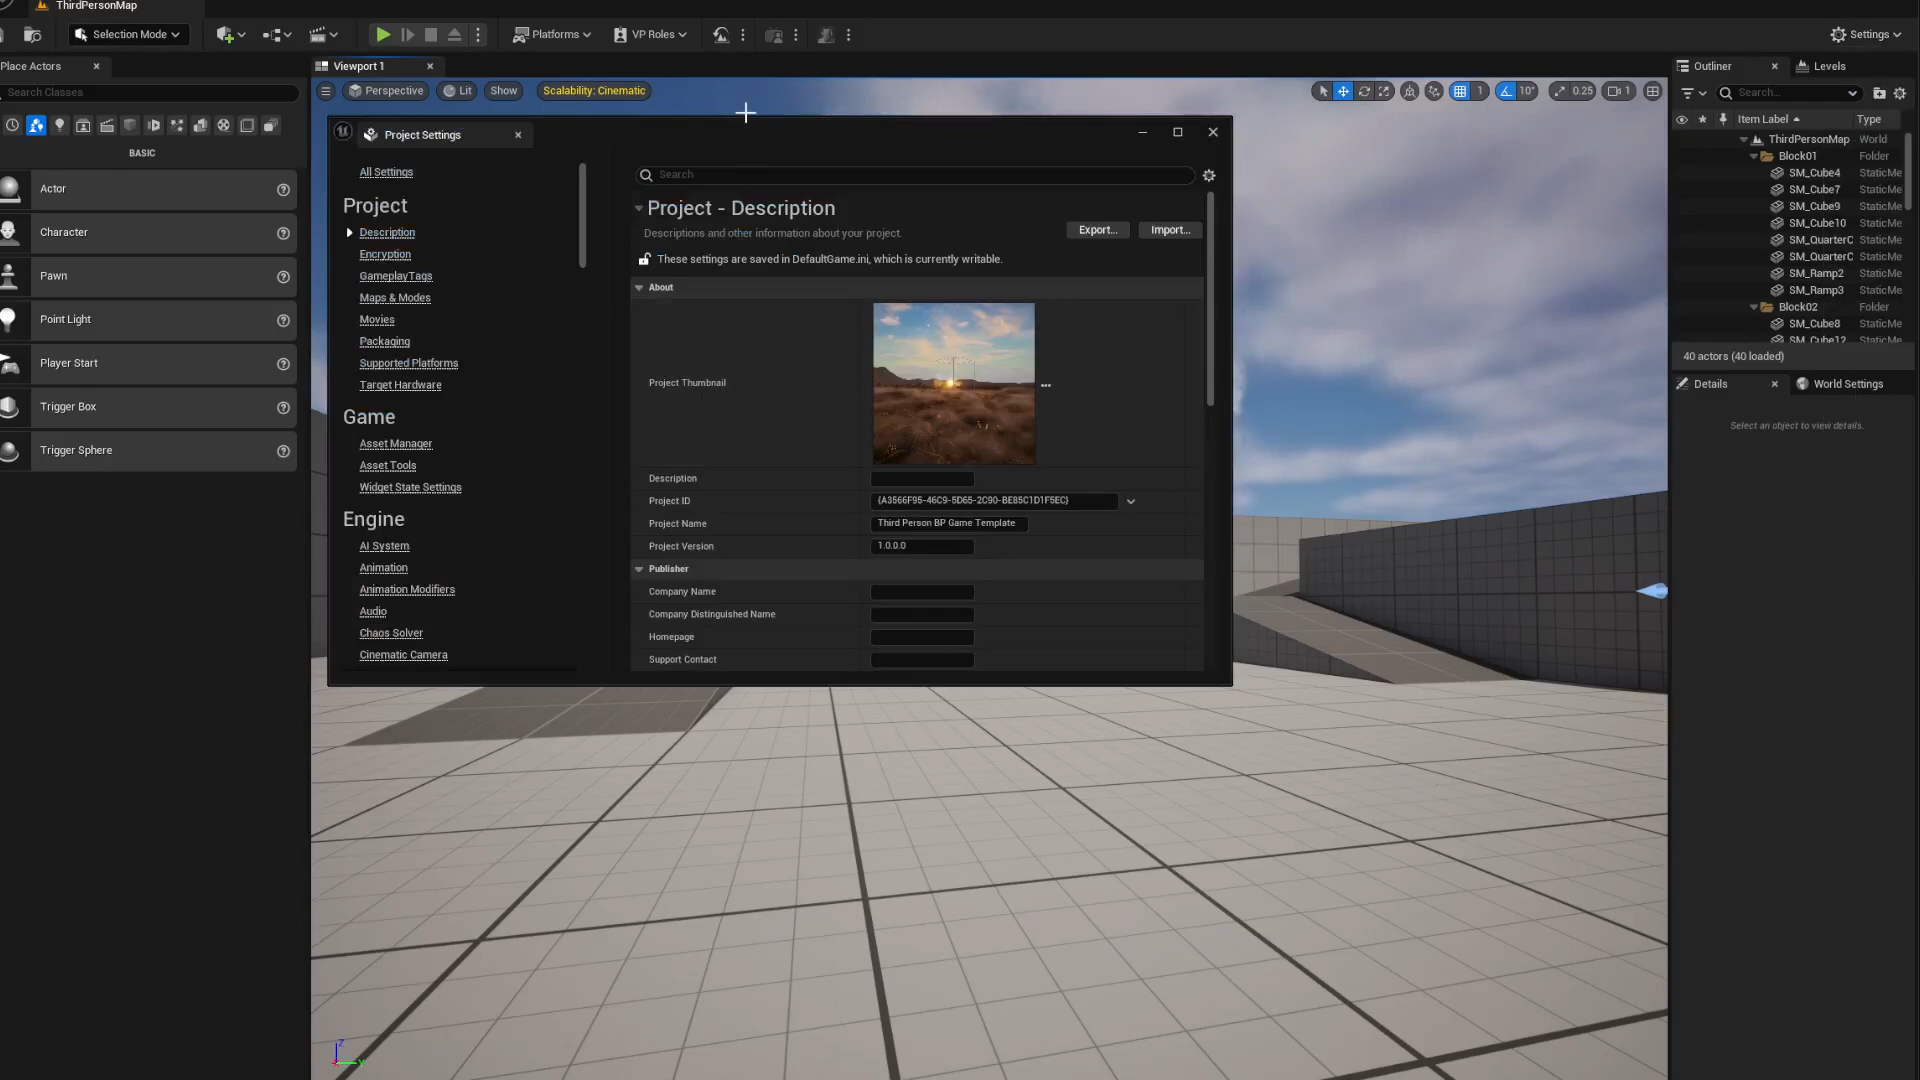 ThirdPersonMap
Selection Mode
Platforms
VP Roles
Settings
Place Actors
Viewport 1
Outliner
Levels
Search Classes
Perspective
Lit
Show
Scalability: Cinematic
1
10°
0.25
1
Search...
Item Label
Type
BASIC
Actor
Character
Pawn
Point Light
Player Start
Trigger Box
Trigger Sphere
Project Settings
All Settings
Project
Description
Encryption
GameplayTags
Maps & Modes
Movies
Packaging
Supported Platforms
Target Hardware
Game
Asset Manager
Asset Tools
Widget State Settings
Engine
AI System
Animation
Animation Modifiers
Audio
Chaos Solver
Cinematic Camera
Search
Project - Description
Descriptions and other information about your project.
Export...
Import...
These settings are saved in DefaultGame.ini, which is currently writable.
About
Project Thumbnail
Description
Project ID
{A3566F95-46C9-5D65-2C90-BE85C1D1F5EC}
Project Name
Third Person BP Game Template
Project Version
1.0.0.0
Publisher
Company Name
Company Distinguished Name
Homepage
Support Contact
ThirdPersonMap World
Block01 Folder
SM_Cube4 StaticMe
SM_Cube7 StaticMe
SM_Cube9 StaticMe
SM_Cube10 StaticMe
SM_QuarterC StaticMe
SM_QuarterC StaticMe
SM_Ramp2 StaticMe
SM_Ramp3 StaticMe
Block02 Folder
SM_Cube8 StaticMe
SM_Cube12 StaticMe
40 actors (40 loaded)
Details
World Settings
Select an object to view details.
Z
Y